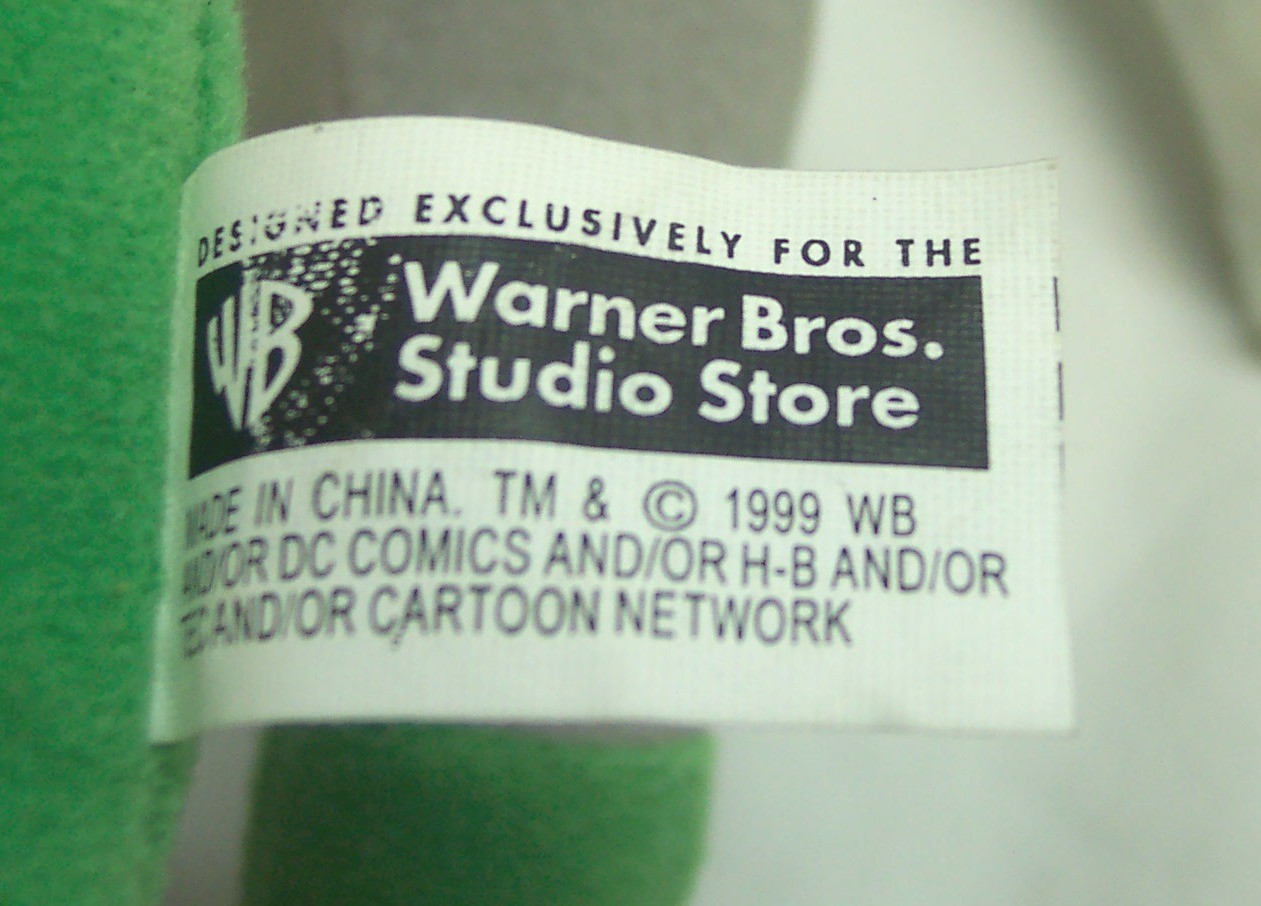 DESIGNED EXCLUSIVELY FOR THE
WB Warner Bros.
Studio Store
MADE IN CHINA. TM & © 1999 WB
AND/OR DC COMICS AND/OR H-B AND/OR
TEC AND/OR CARTOON NETWORK